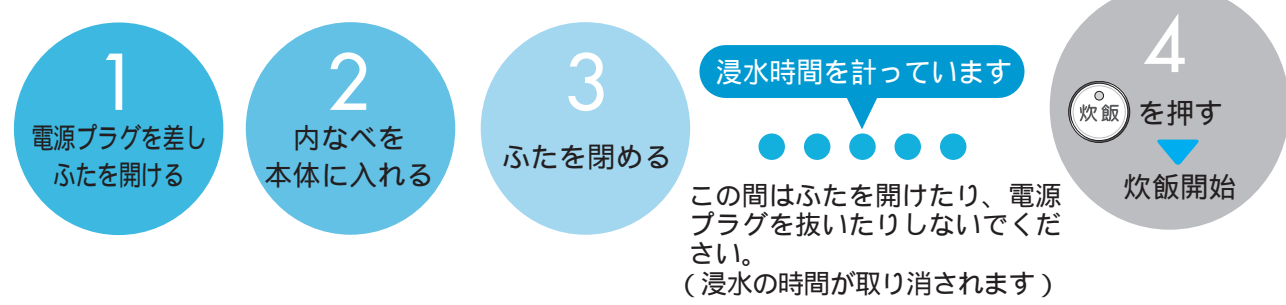 1
電源プラグを差し
ふたを開ける
2
内なべを
本体に入れる
3
ふたを閉める
浸水時間を計っています
この間はふたを開けたり、電源
プラグを抜いたりしないでくだ
さい。
(浸水の時間が取り消されます)
4
炊飯 を押す
炊飯開始